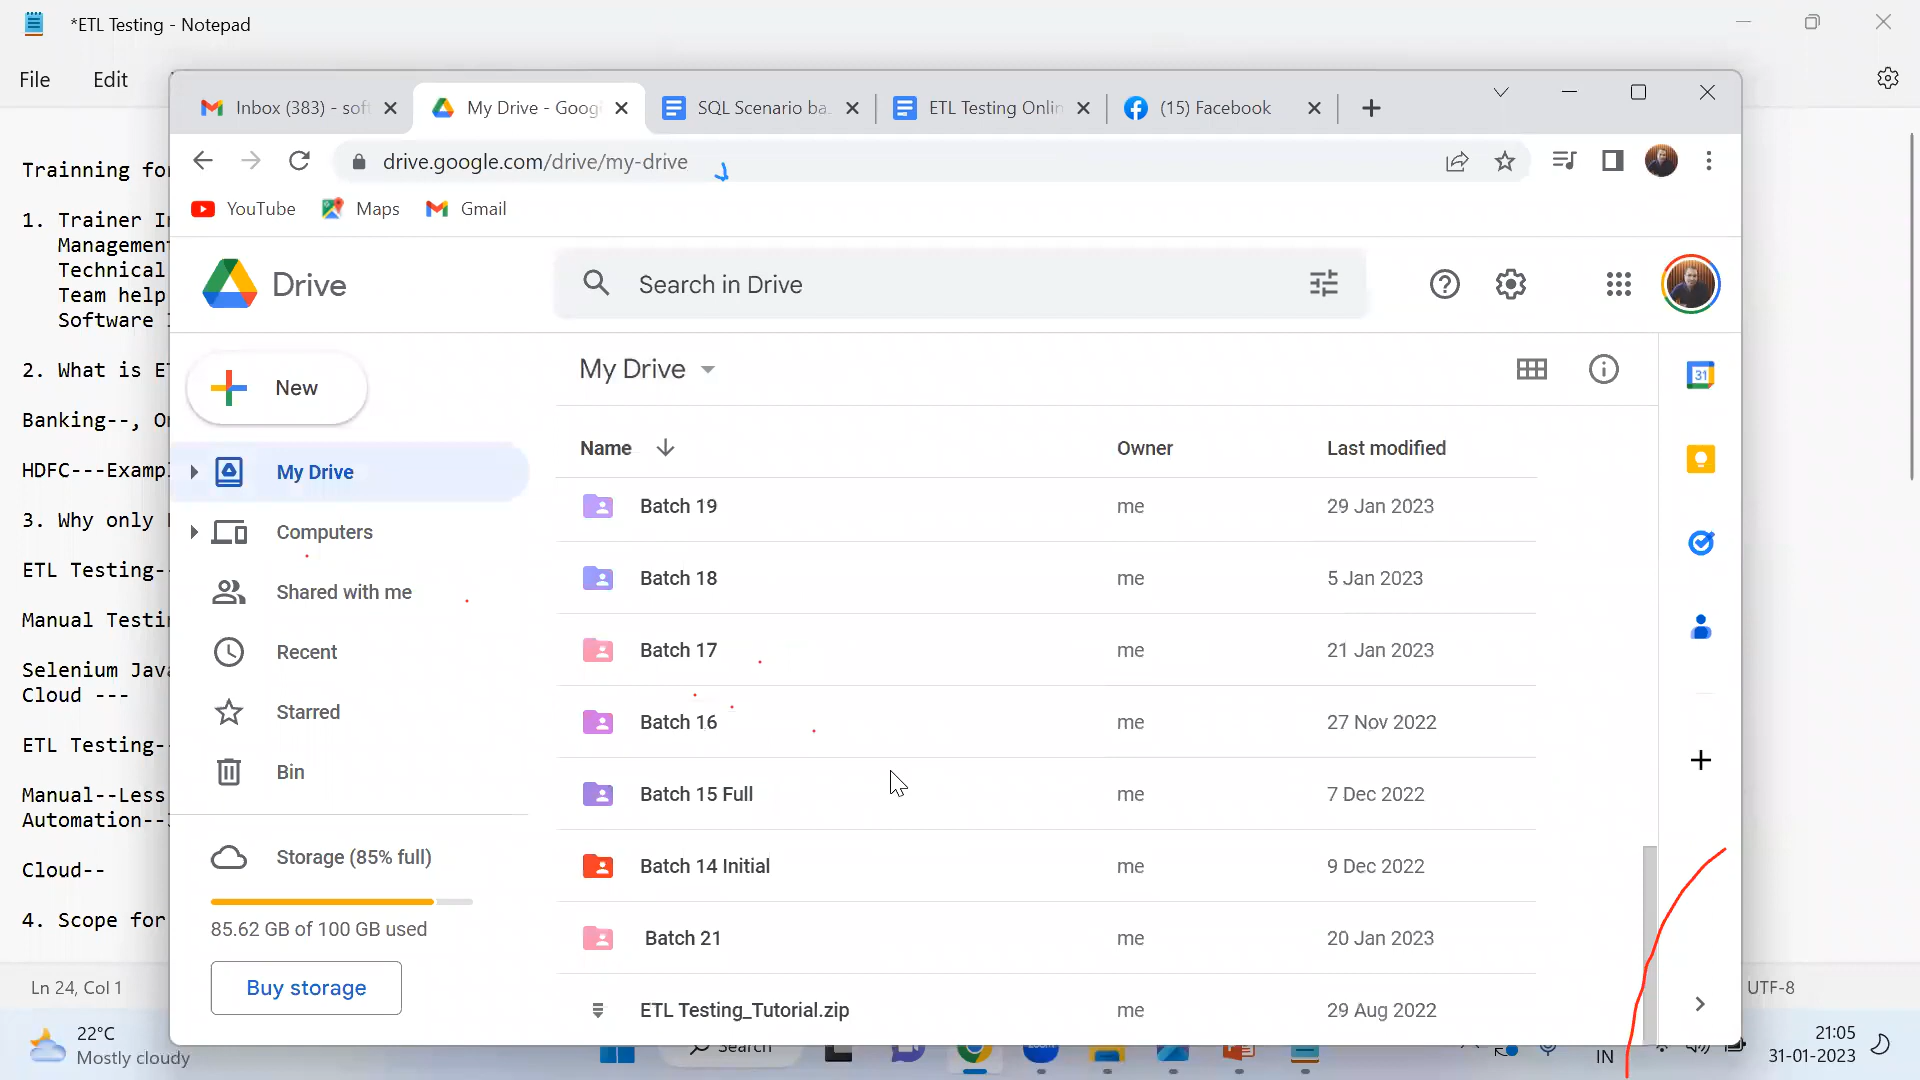 *ETL Testing - Notepad
File
Edit
Inbox (383) - soft
My Drive - Goog
SQL Scenario ba
ETL Testing Onlin
(15) Facebook
drive.google.com/drive/my-drive
YouTube
Maps
Gmail
Drive
Search in Drive
New
My Drive
Computers
Shared with me
Recent
Starred
Bin
Storage (85% full)
85.62 GB of 100 GB used
Buy storage
My Drive
Name
Owner
Last modified
Batch 19 me 29 Jan 2023
Batch 18 me 5 Jan 2023
Batch 17 me 21 Jan 2023
Batch 16 me 27 Nov 2022
Batch 15 Full me 7 Dec 2022
Batch 14 Initial me 9 Dec 2022
Batch 21 me 20 Jan 2023
ETL Testing_Tutorial.zip me 29 Aug 2022
31
Trainning for
1. Trainer I
Management
Technical
Team help
Software
2. What is E
Banking--, O
HDFC---Exampl
3. Why only
ETL Testing-
Manual Testi
Selenium Jav
Cloud ---
ETL Testing-
Manual--Less
Automation--
Cloud--
4. Scope for
Ln 24, Col 1
UTF-8
22°C
Mostly cloudy
Search
IN
21:05
31-01-2023